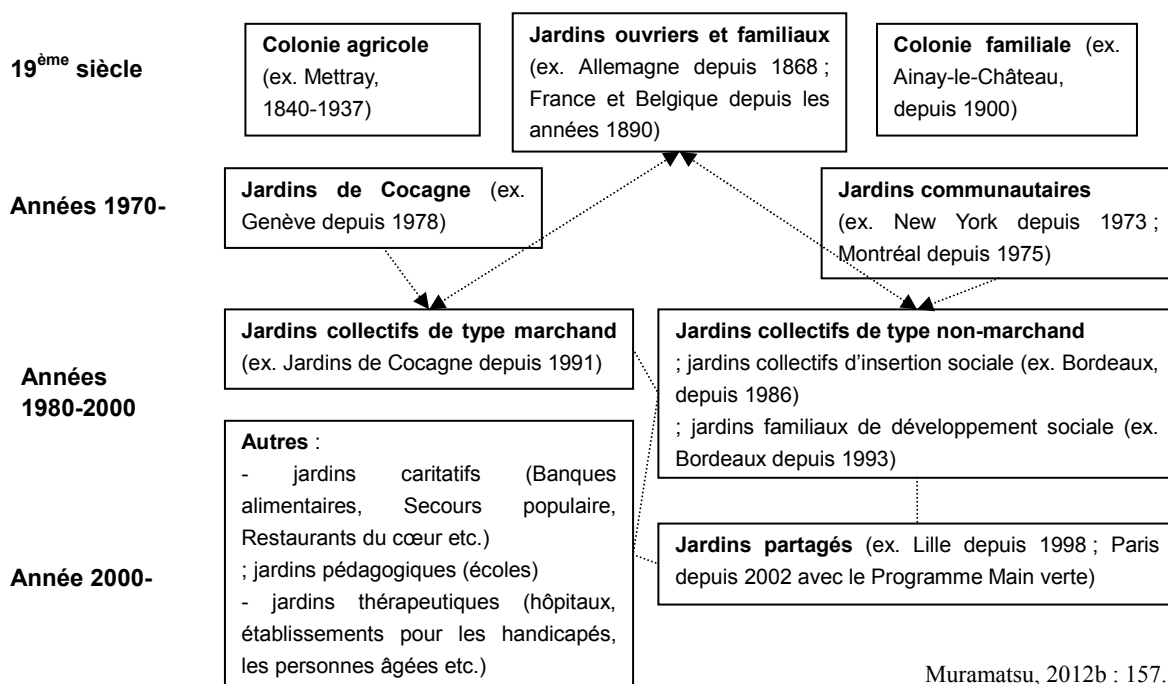 19ème siècle
Colonie agricole
(ex. Mettray,
1840-1937)
Jardins ouvriers et familiaux
(ex. Allemagne depuis 1868 ;
France et Belgique depuis les
années 1890)
Colonie familiale (ex.
Ainay-le-Château,
depuis 1900)
Années 1970-
Jardins de Cocagne (ex.
Genève depuis 1978)
Jardins communautaires
(ex. New York depuis 1973 ;
Montréal depuis 1975)
Années
1980-2000
Jardins collectifs de type marchand
(ex. Jardins de Cocagne depuis 1991)
Jardins collectifs de type non-marchand
; jardins collectifs d'insertion sociale (ex. Bordeaux,
depuis 1986)
; jardins familiaux de développement sociale (ex.
Bordeaux depuis 1993)
Année 2000-
Autres :
- jardins caritatifs (Banques
alimentaires, Secours populaire,
Restaurants du cœur etc.)
; jardins pédagogiques (écoles)
- jardins thérapeutiques (hôpitaux,
établissements pour les handicapés,
les personnes âgées etc.)
Jardins partagés (ex. Lille depuis 1998 ; Paris
depuis 2002 avec le Programme Main verte)
Muramatsu, 2012b : 157.